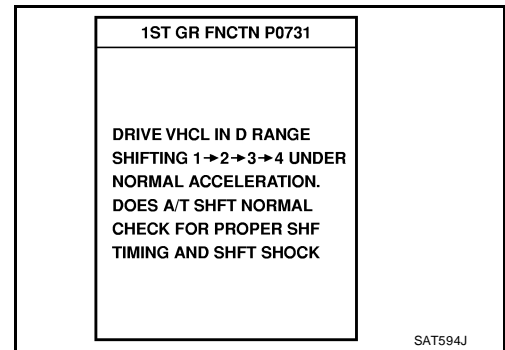 1ST GR FNCTN P0731
DRIVE VHCL IN D RANGE
SHIFTING 1➔2➔3➔4 UNDER
NORMAL ACCELERATION.
DOES A/T SHFT NORMAL
CHECK FOR PROPER SHF
TIMING AND SHFT SHOCK
SAT594J